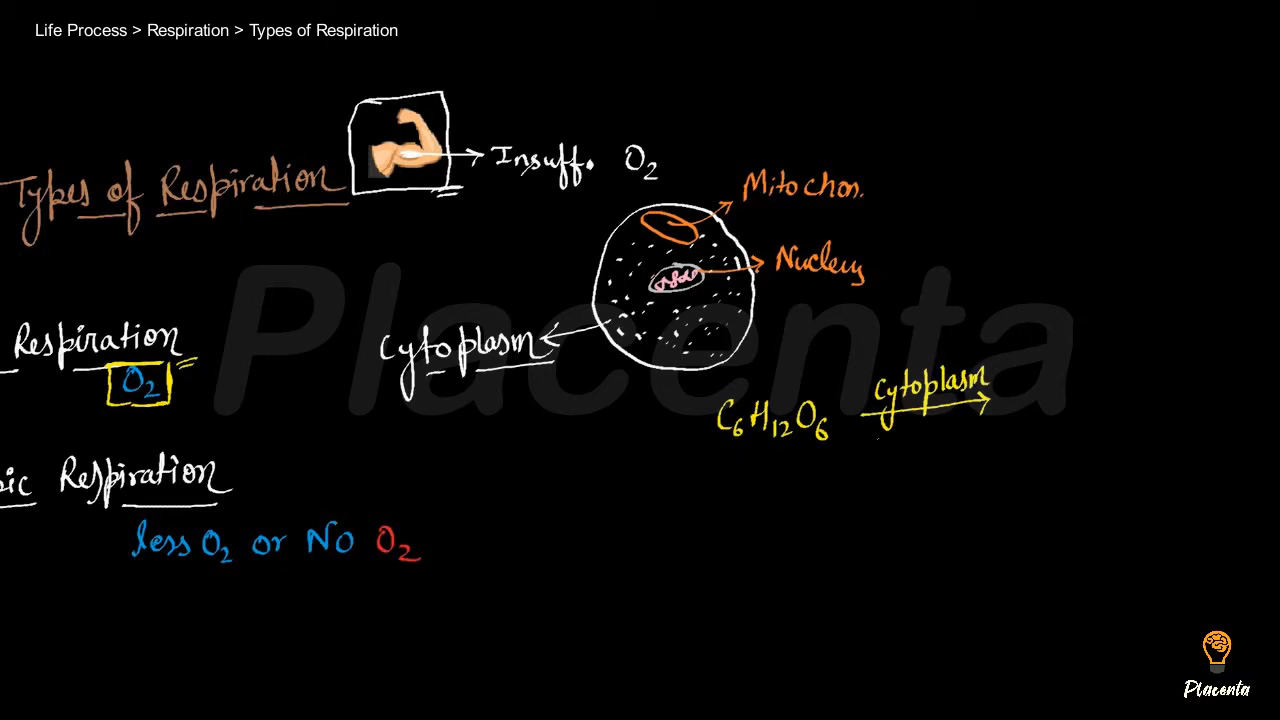 Life Process > Respiration > Types of Respiration
Types of Respiration
Insuff. O₂
Mitochon.
Nucleus
Respiration
O₂
Cytoplasm
C₆H₁₂O₆ Cytoplasm
Respiration
less O₂ or No O₂
Placenta
Placenta